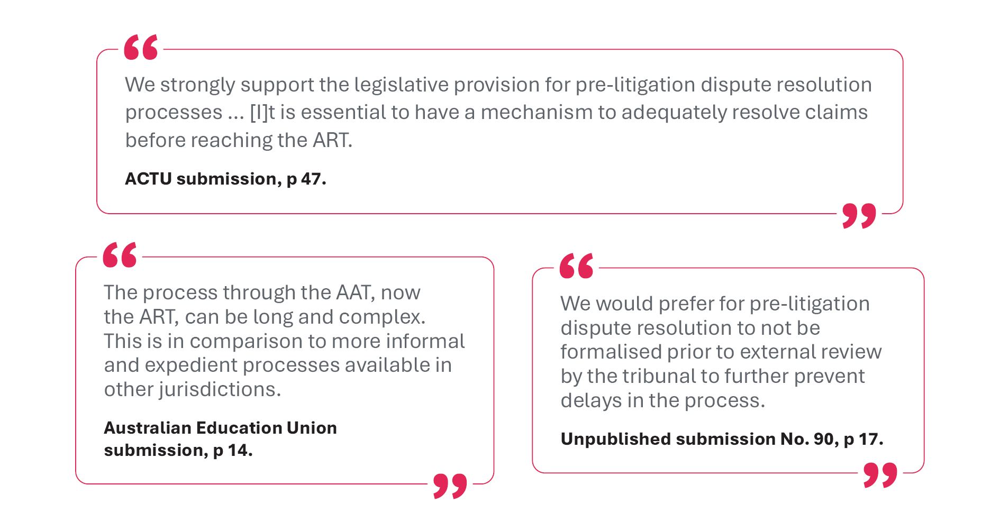 “
We strongly support the legislative provision for pre-litigation dispute resolution
processes ... [I]t is essential to have a mechanism to adequately resolve claims
before reaching the ART.
ACTU submission, p 47.
”
“
The process through the AAT, now
the ART, can be long and complex.
This is in comparison to more informal
and expedient processes available in
other jurisdictions.
Australian Education Union
submission, p 14.
”
“
We would prefer for pre-litigation
dispute resolution to not be
formalised prior to external review
by the tribunal to further prevent
delays in the process.
Unpublished submission No. 90, p 17.
”